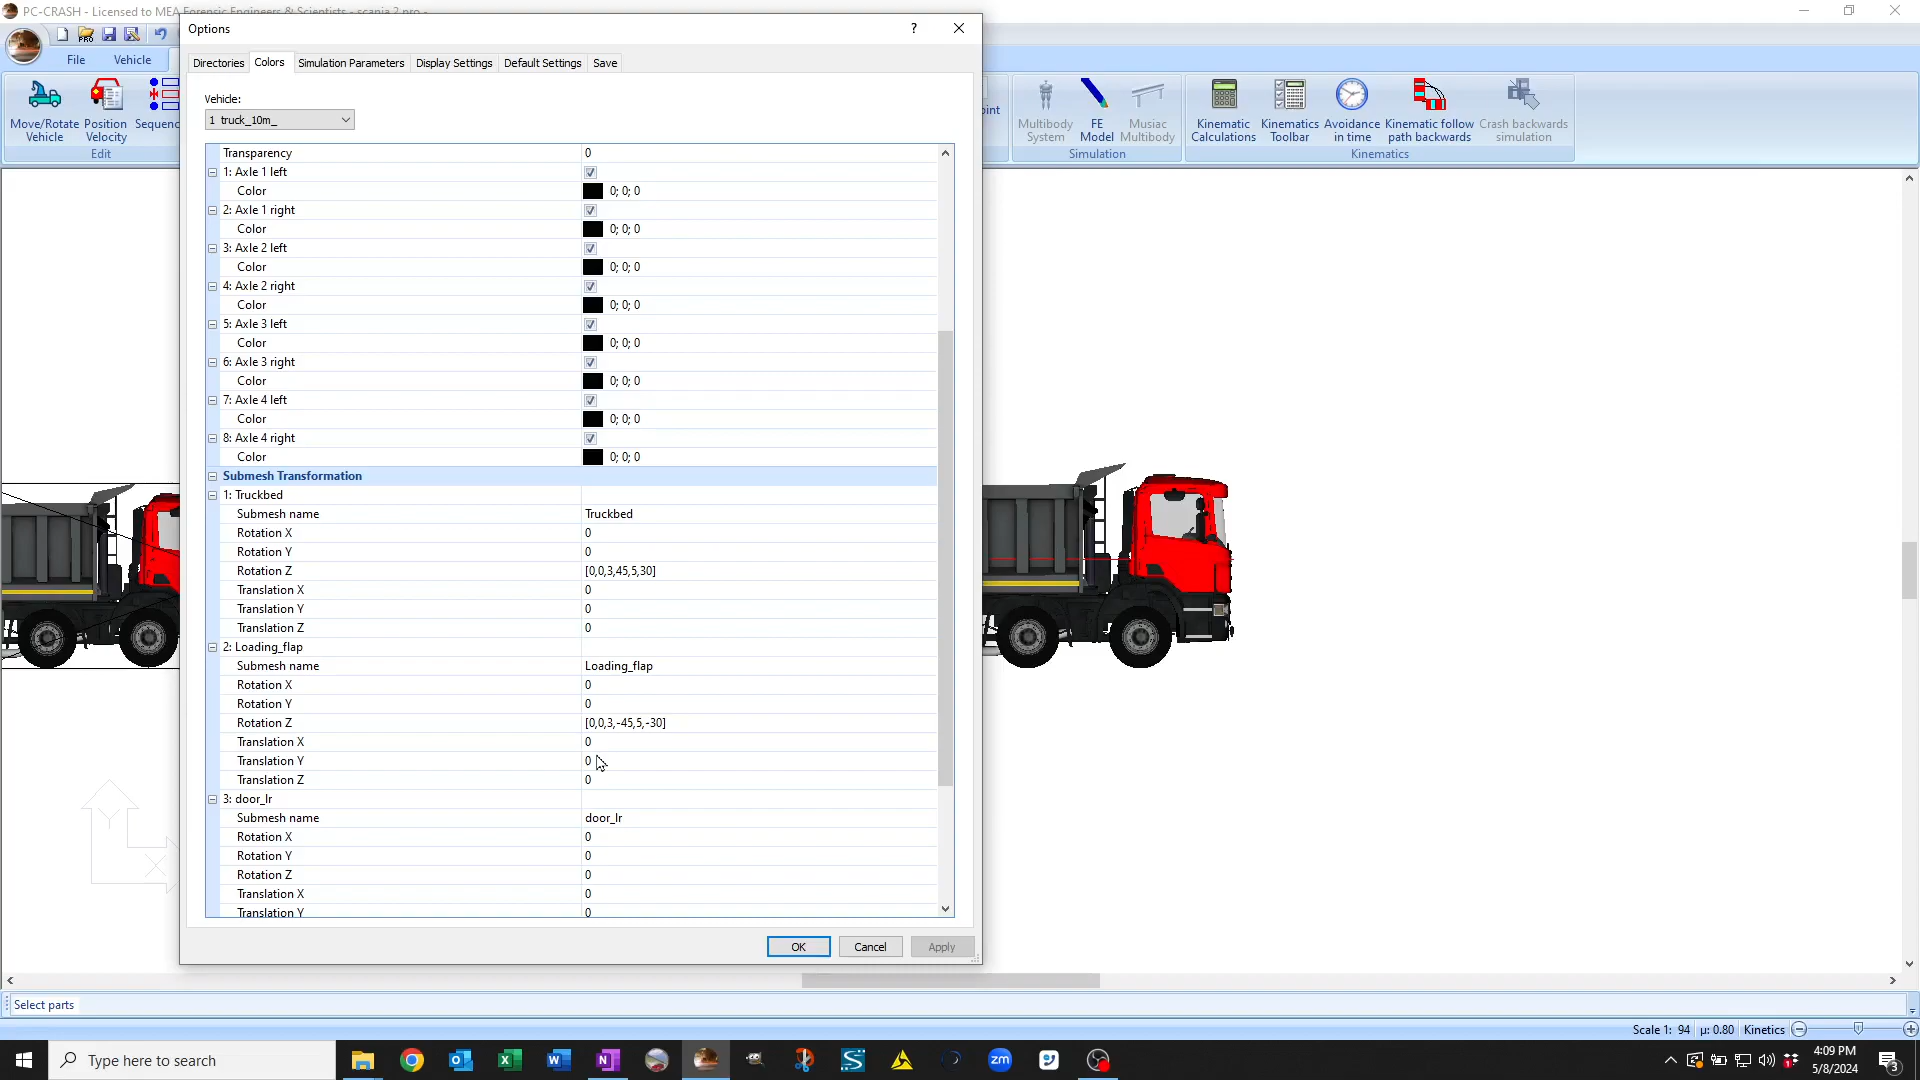 PC-CRASH - Licensed to MEA Forensic Engineers & Scientists - scania 2.pro -
File
Vehicle
Move/Rotate
Vehicle
Position
Velocity
Edit
Multibody
System
FE
Model
Musiac
Multibody
Simulation
Kinematic
Calculations
Kinematics
Toolbar
Avoidance
in time
Kinematic follow
path backwards
Crash backwards
simulation
Kinematics
Options
?
Directories
Colors
Simulation Parameters
Display Settings
Default Settings
Save
Vehicle:
1 truck_10m_
Transparency 0
1: Axle 1 left
Color 0; 0; 0
2: Axle 1 right
Color 0; 0; 0
3: Axle 2 left
Color 0; 0; 0
4: Axle 2 right
Color 0; 0; 0
5: Axle 3 left
Color 0; 0; 0
6: Axle 3 right
Color 0; 0; 0
7: Axle 4 left
Color 0; 0; 0
8: Axle 4 right
Color 0; 0; 0
Submesh Transformation
1: Truckbed
Submesh name Truckbed
Rotation X 0
Rotation Y 0
Rotation Z [0,0,3,45,5,30]
Translation X 0
Translation Y 0
Translation Z 0
2: Loading_flap
Submesh name Loading_flap
Rotation X 0
Rotation Y 0
Rotation Z [0,0,3,-45,5,-30]
Translation X 0
Translation Y 0
Translation Z 0
3: door_lr
Submesh name door_lr
Rotation X 0
Rotation Y 0
Rotation Z 0
Translation X 0
Translation Y 0
OK
Cancel
Apply
Select parts
Scale 1: 94
µ: 0.80
Kinetics
Type here to search
zm
4:09 PM
5/8/2024
3